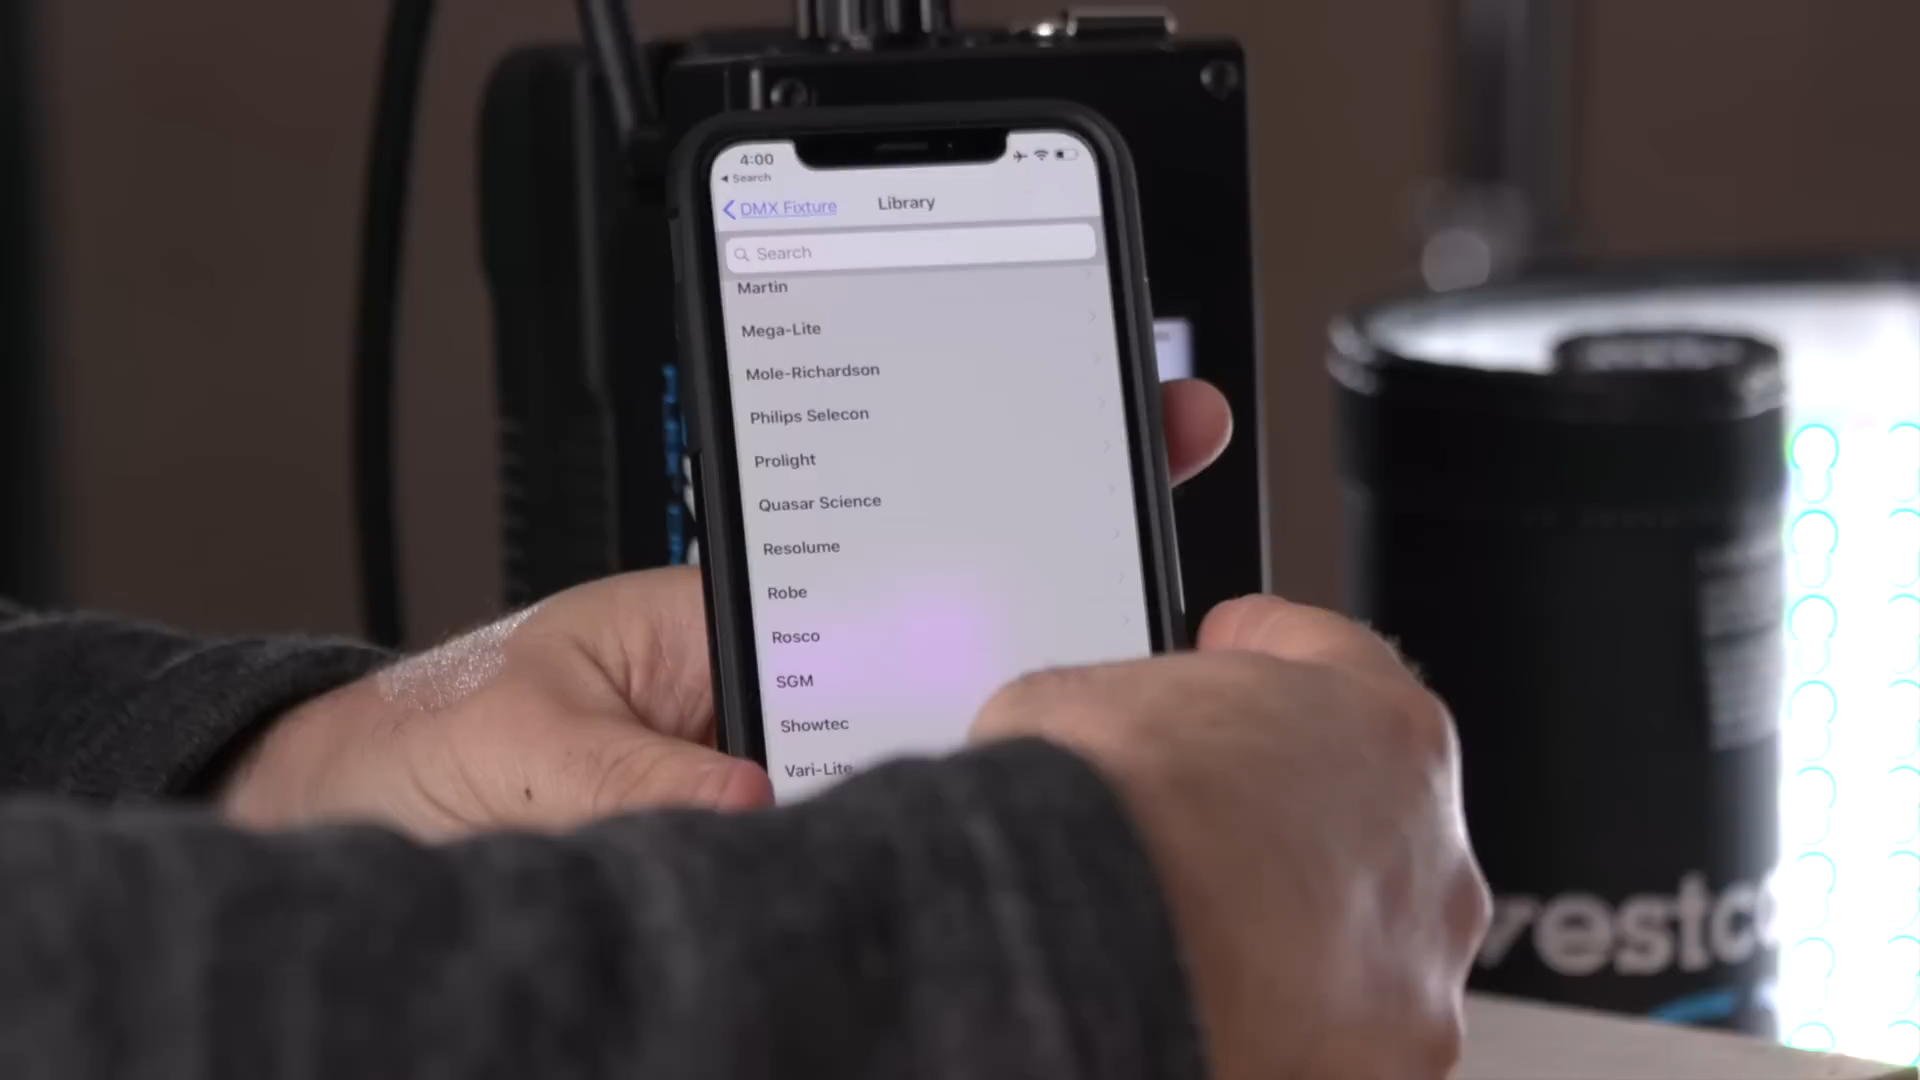 4:00
Search
DMX Fixture
Library
Search
Martin
Mega-Lite
Mole-Richardson
Philips Selecon
Prolight
Quasar Science
Resolume
Robe
Rosco
SGM
Showtec
Vari-Lite